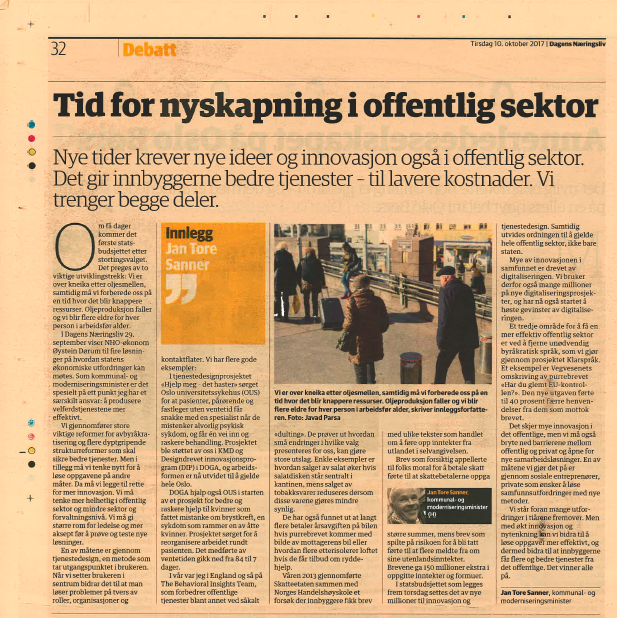 32
Debatt
Tirsdag 10. oktober 2017 | Dagens Næringsliv
Tid for nyskapning i offentlig sektor
Nye tider krever nye ideer og innovasjon også i offentlig sektor.
Det gir innbyggerne bedre tjenester – til lavere kostnader. Vi
trenger begge deler.
Om få dager
kommer det
første stats-
budsjettet etter
stortingsvalget.
Det preges av to
viktige utviklingstrekk: Vi er
over kneika etter oljesmellen,
samtidig må vi forberede oss på
en tid hvor det blir knappere
ressurser. Oljeproduksjon faller
og vi blir flere eldre for hver
person i arbeidsfør alder.
I Dagens Næringsliv 29.
september viser NHO-økonom
Øystein Dørum til fire løsnin-
ger på hvordan statens
økonomiske utfordringer kan
møtes. Som kommunal- og
moderniseringsminister er det
spesielt på ett punkt jeg har et
særskilt ansvar: å produsere
velferdstjenestene mer
effektivt.
Vi gjennomfører store
viktige reformer for avbyråkra-
tisering og flere dyptgripende
strukturreformer som skal
sikre bedre tjenester. Men i
tillegg må vi tenke nytt for å
løse oppgavene på andre
måter. Da må vi legge til rette
for mer innovasjon. Vi må
tenke mer helhetlig i offentlig
sektor og mindre sektor og
forvaltningsnivå. Vi må gi
større rom for ledelse og mer
aksept for å prøve og teste nye
løsninger.
En av måtene er gjennom
tjenestedesign, en metode som
tar utgangspunktet i brukeren.
Når vi setter brukeren i
sentrum bidrar det til at man
løser problemer på tvers av
roller, organisasjoner og
Innlegg
Jan Tore
Sanner
kontaktflater. Vi har flere gode
eksempler:
I tjenestedesignprosjektet
«Hjelp meg – det haster» sørget
Oslo universitetssykehus (OUS)
for at pasienter, pårørende og
fastleger uten ventetid får
snakke med en spesialist når de
mistenker alvorlig psykisk
sykdom, og får én vei inn og
raskere behandling. Prosjektet
ble støttet av oss i KMD og
Designdrevet innovasjonspro-
gram (DIP) i DOGA, og arbeids-
formen er nå utvidet til å gjelde
hele Oslo.
DOGA hjalp også OUS i starten
av et prosjekt for bedre og
raskere hjelp til kvinner som
fattet mistanke om brystkreft, en
sykdom som rammer en av åtte
kvinner. Prosjektet sørget for å
reorganisere arbeidet rundt
pasienten. Det medførte at
ventetiden gikk ned fra 84 til 7
dager.
I vår var jeg i England og så på
The Behavioral Insights Team,
som forbedrer offentlige
tjenester blant annet ved såkalt
Vi er over kneika etter oljesmellen, samtidig må vi forberede oss på en
tid hvor det blir knappere ressurser. Oljeproduksjon faller og vi blir
flere eldre for hver person i arbeidsfør alder, skriver innleggsforfatte-
ren. Foto: Javad Parsa
«dulting». De prøver ut hvordan
små endringer i hvilke valg
presenteres for oss, kan gjøre
store utslag. Enkle eksempler er
hvordan salget av salat øker hvis
salatdisken står sentralt i
kantinen, mens salget av
tobakksvarer reduseres dersom
disse varene gjøres mindre
synlig.
De har også funnet ut at langt
flere betaler årsavgiften på bilen
hvis purrebrevet kommer med
bilde av mottageren bil eller
hvordan flere etterisolerer loftet
hvis de får tilbud om rydde-
hjelp.
Våren 2013 gjennomførte
Skatteetaten sammen med
Norges Handelshøyskole et
forsøk der innbyggere fikk brev
med ulike tekster som handler
om å føre opp inntekter fra
utlandet i selvangivelsen.
Brev som forsiktig appellerte
til folks moral for å betale skatt
førte til at skattebetalerne oppga
Jan Tore Sanner,
kommunal- og
moderniseringsminister
(H)
større summer, mens brev som
spilte på risikoen for å bli tatt
førte til at flere meldte fra om
sine utenlandsinntekter.
Brevene ga 150 millioner ekstra i
oppgitte inntekter og formuer.
I statsbudsjettet som legges
frem torsdag settes det av nye
millioner til innovasjon og
tjenestedesign. Samtidig
utvides ordningen til å gjelde
hele offentlig sektor, ikke bare
staten.
Mye av innovasjonen i
samfunnet er drevet av
digitaliseringen. Vi bruker
derfor også mange millioner
på nye digitaliseringsprosjek-
ter, og har nå også startet å
høste gevinster av digitalise-
ringen.
Et tredje område for å få en
mer effektiv offentlig sektor
er ved å fjerne unødvendig
byråkratisk språk, som vi gjør
gjennom prosjektet Klarspråk.
Et eksempel er Vegvesenets
omskriving av purrebrevet
«Har du glemt EU-kontrol-
len?». Den nye utgaven førte
til 40 prosent færre henven-
delser fra dem som mottok
brevet.
Det skjer mye innovasjon i
det offentlige, men vi må også
bryte ned barrierene mellom
offentlig og privat og åpne for
nye samarbeidsløsninger. En av
måtene vi gjør det på er
gjennom sosiale entreprenører,
private som ønsker å løse
samfunnsutfordringer med nye
metoder.
Vi står foran mange utfor-
dringer i tiårene fremover. Men
med økt innovasjon og
nytenkning kan vi bidra til å
løse oppgaver mer effektivt, og
dermed bidra til at innbyggerne
får flere og bedre tjenester fra
det offentlige. Det vinner alle
på.
Jan Tore Sanner, kommunal- og
moderniseringsminister